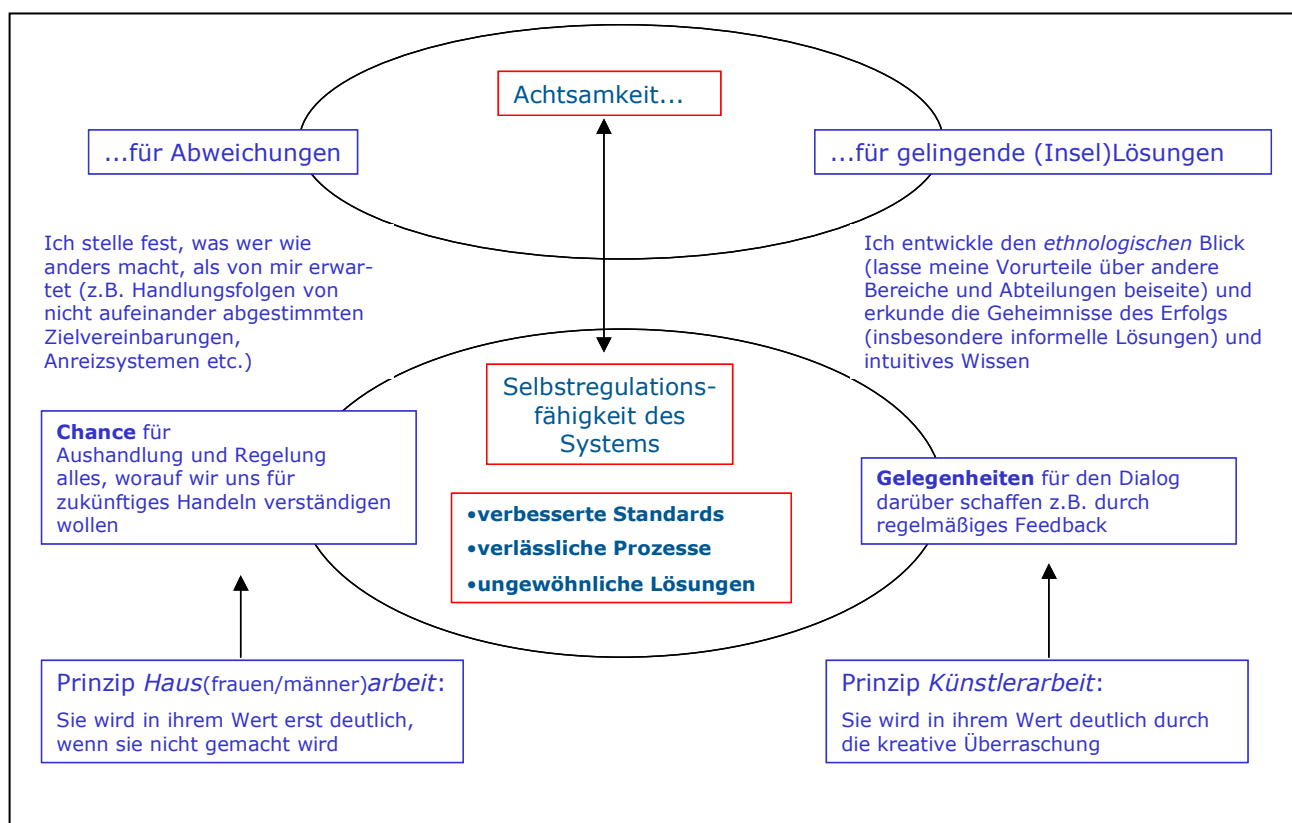 Achtsamkeit...
...für Abweichungen
...für gelingende (Insel)Lösungen
Ich stelle fest, was wer wie
anders macht, als von mir erwar-
tet (z.B. Handlungsfolgen von
nicht aufeinander abgestimmten
Zielvereinbarungen,
Anreizsystemen etc.)
Ich entwickle den ethnologischen Blick
(lasse meine Vorurteile über andere
Bereiche und Abteilungen beiseite) und
erkunde die Geheimnisse des Erfolgs
(insbesondere informelle Lösungen) und
intuitives Wissen
Selbstregulations-
fähigkeit des
Systems
Chance für
Aushandlung und Regelung
alles, worauf wir uns für
zukünftiges Handeln verständigen
wollen
Gelegenheiten für den Dialog
darüber schaffen z.B. durch
regelmäßiges Feedback
•verbesserte Standards
•verlässliche Prozesse
•ungewöhnliche Lösungen
Prinzip Haus(frauen/männer)arbeit:
Sie wird in ihrem Wert erst deutlich,
wenn sie nicht gemacht wird
Prinzip Künstlerarbeit:
Sie wird in ihrem Wert deutlich durch
die kreative Überraschung